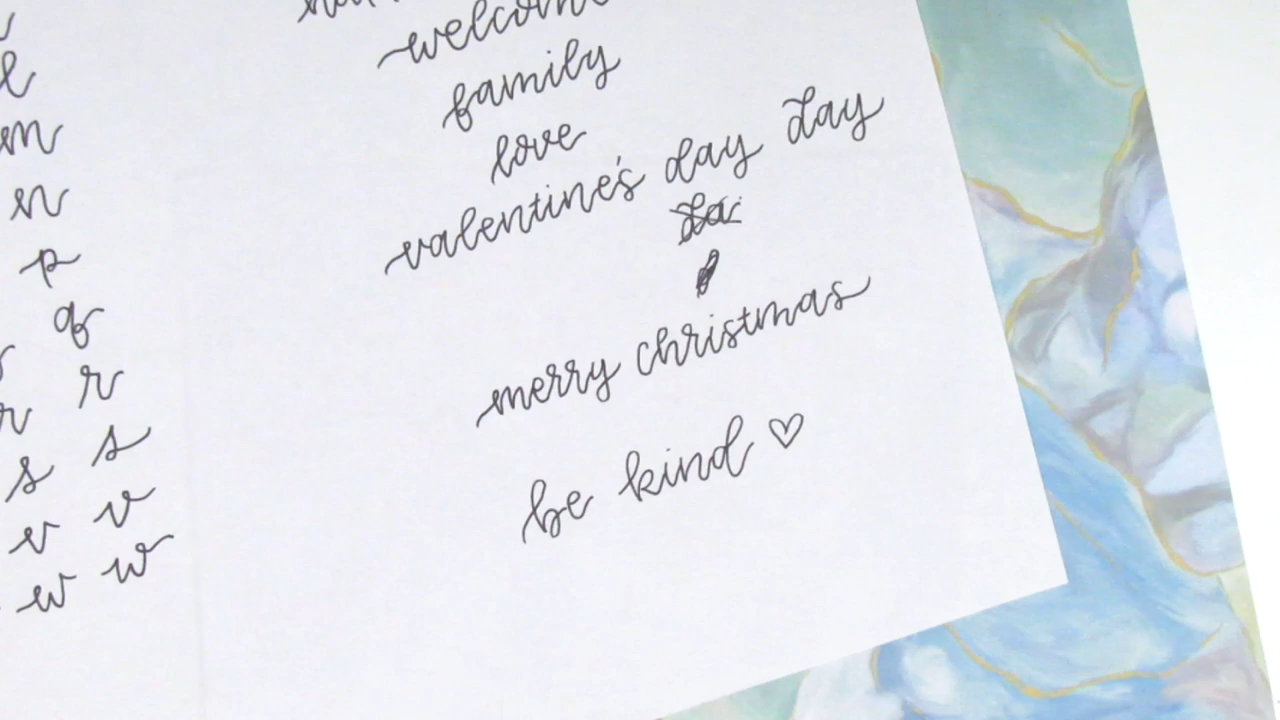 welcome
family
love
valentine's day day
merry christmas
be kind ♡
l
m
n
p
q
r r
s s
v v
w w